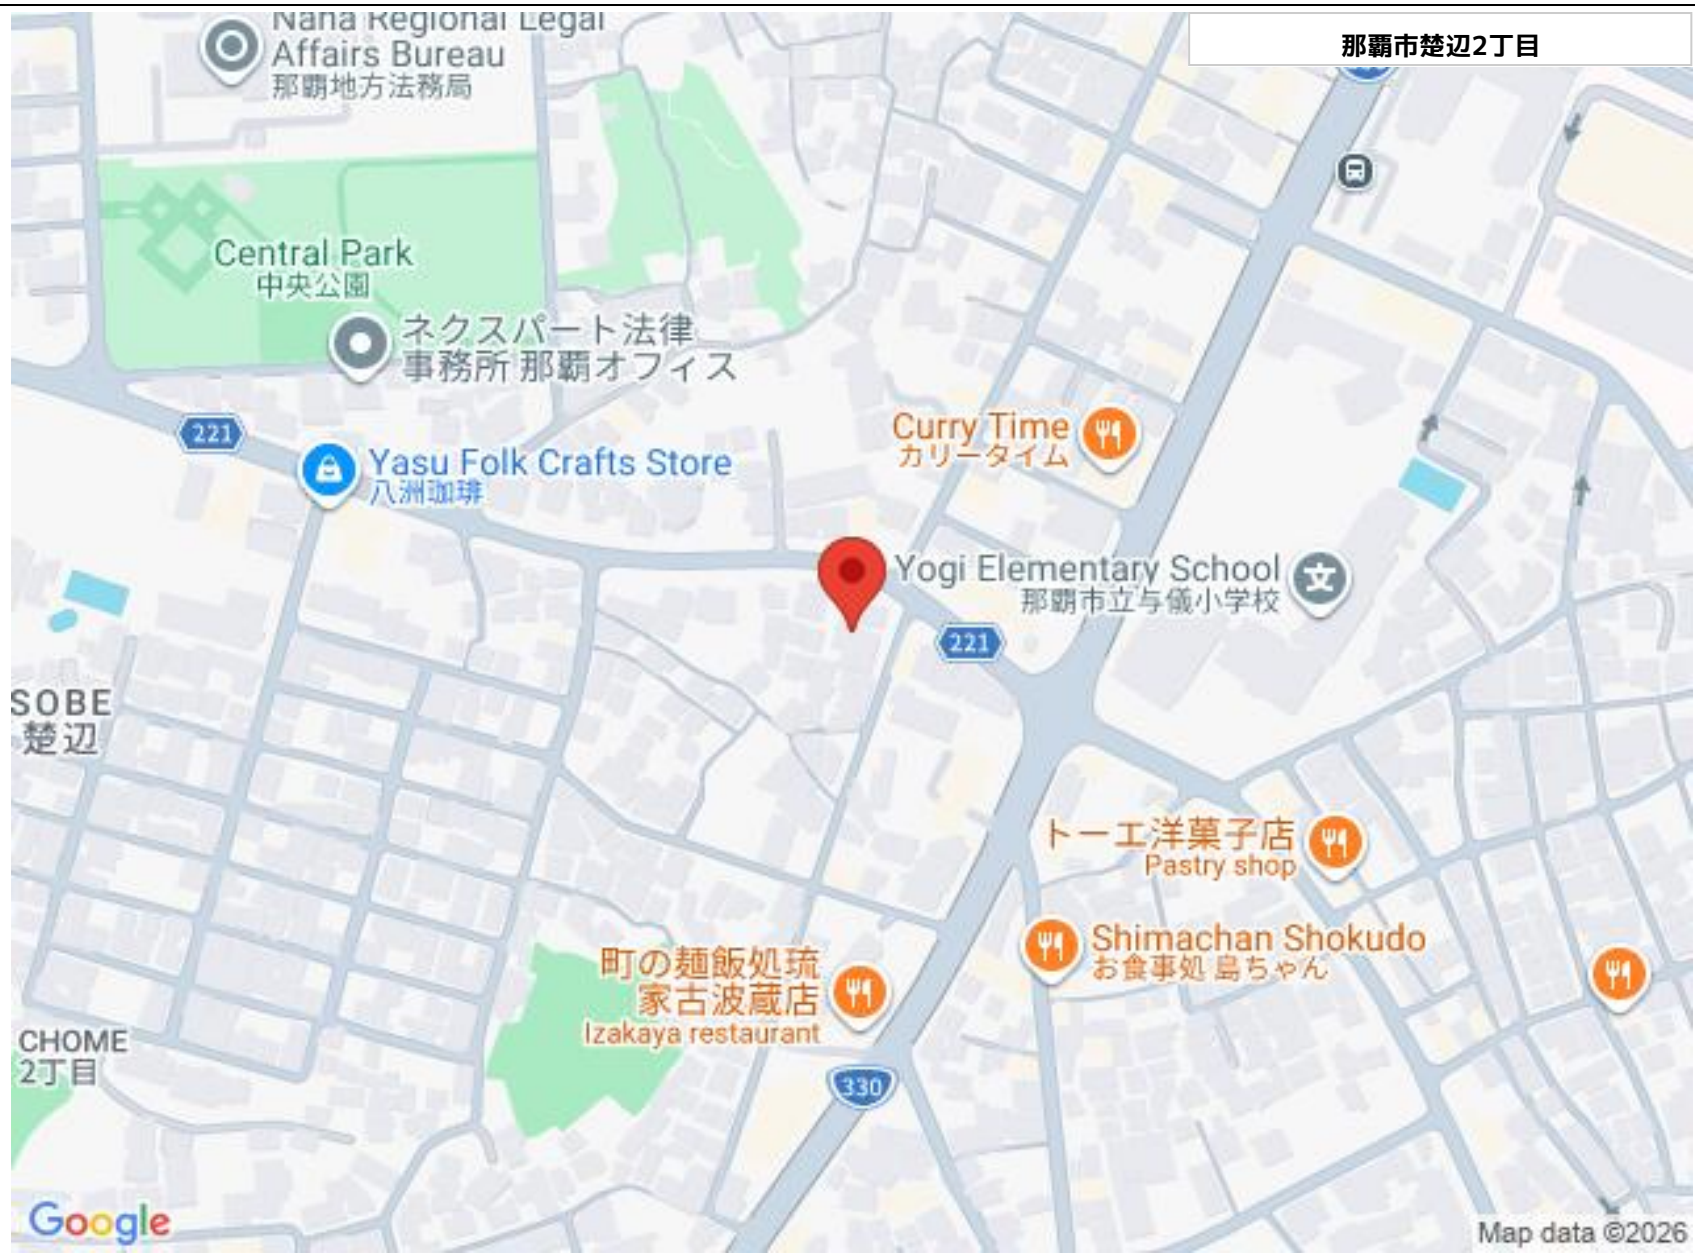 Naha Regional Legal
Affairs Bureau
那覇地方法務局
那覇市楚辺2丁目
Central Park
中央公園
ネクスパート法律
事務所 那覇オフィス
221
Yasu Folk Crafts Store
八洲珈琲
Curry Time
カリータイム
Yogi Elementary School
那覇市立与儀小学校
221
SOBE
楚辺
トーエ洋菓子店
Pastry shop
Shimachan Shokudo
お食事処 島ちゃん
町の麺飯処琉
家古波蔵店
Izakaya restaurant
CHOME
2丁目
330
Google
Map data ©2026